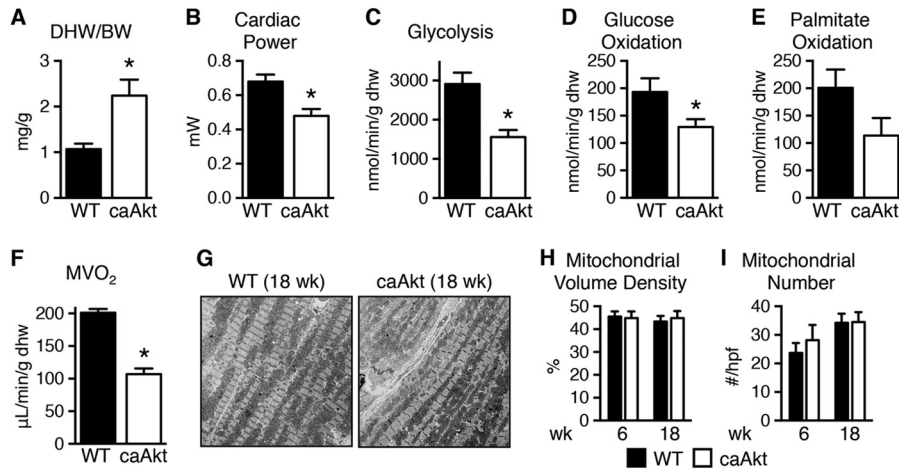 A
DHW/BW
mg/g
3
2
1
0
*
WT caAkt
B
Cardiac
Power
mW
0.8
0.6
0.4
0.2
0.0
*
WT caAkt
C
Glycolysis
nmol/min/g dhw
3000
2000
1000
0
*
WT caAkt
D
Glucose
Oxidation
nmol/min/g dhw
250
200
150
100
50
0
*
WT caAkt
E
Palmitate
Oxidation
nmol/min/g dhw
250
200
150
100
50
0
WT caAkt
F
MVO₂
µL/min/g dhw
200
150
100
50
0
*
WT caAkt
G
WT (18 wk) caAkt (18 wk)
H
Mitochondrial
Volume Density
%
50
40
30
20
10
0
wk 6 18
I
Mitochondrial
Number
#/hpf
50
40
30
20
10
0
wk 6 18
WT caAkt